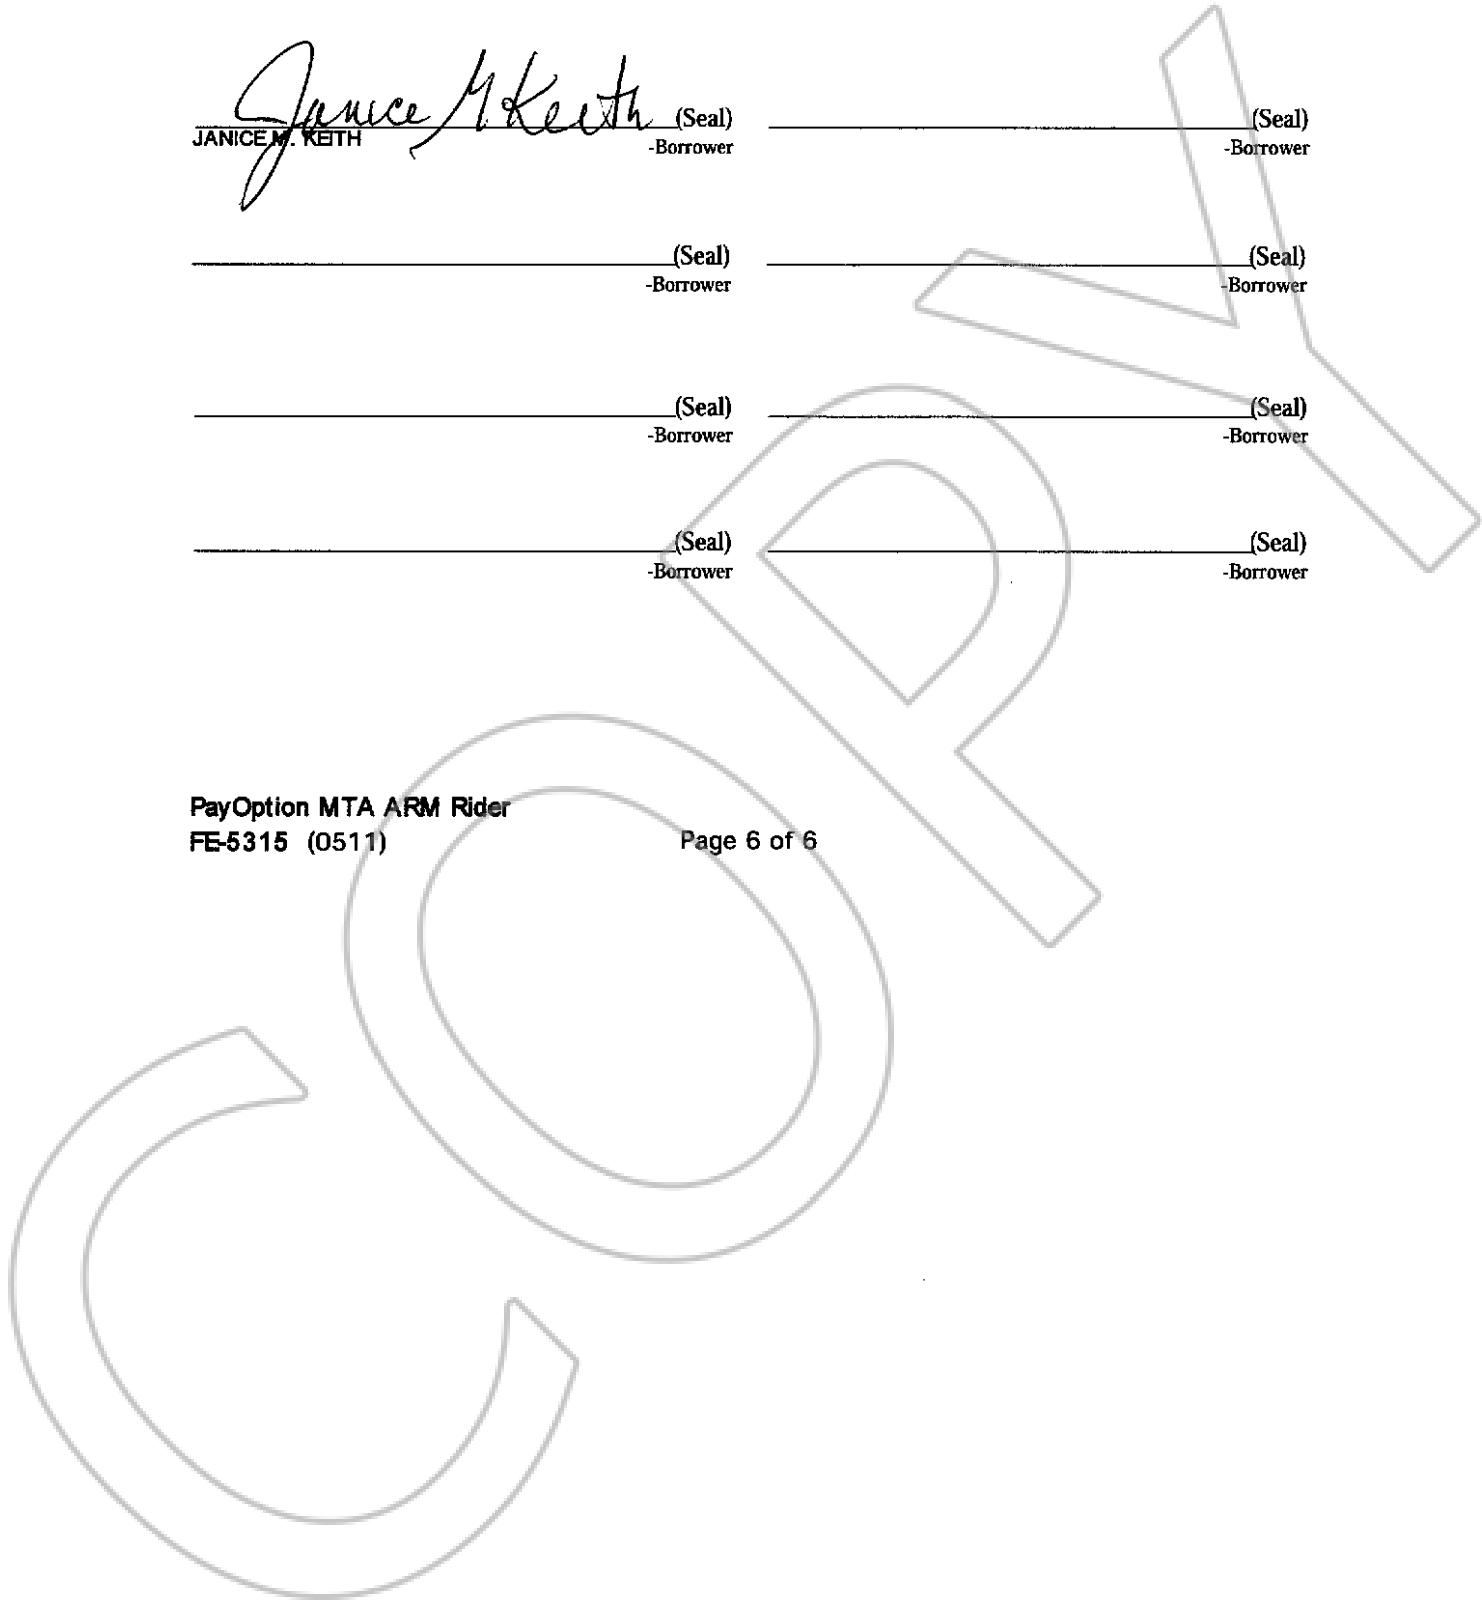 Janice M. Keith (Seal) (Seal)
JANICE M. KEITH -Borrower -Borrower
(Seal) (Seal)
-Borrower -Borrower
(Seal) (Seal)
-Borrower -Borrower
(Seal) (Seal)
-Borrower -Borrower
PayOption MTA ARM Rider
FE-5315 (0511) Page 6 of 6
COPY